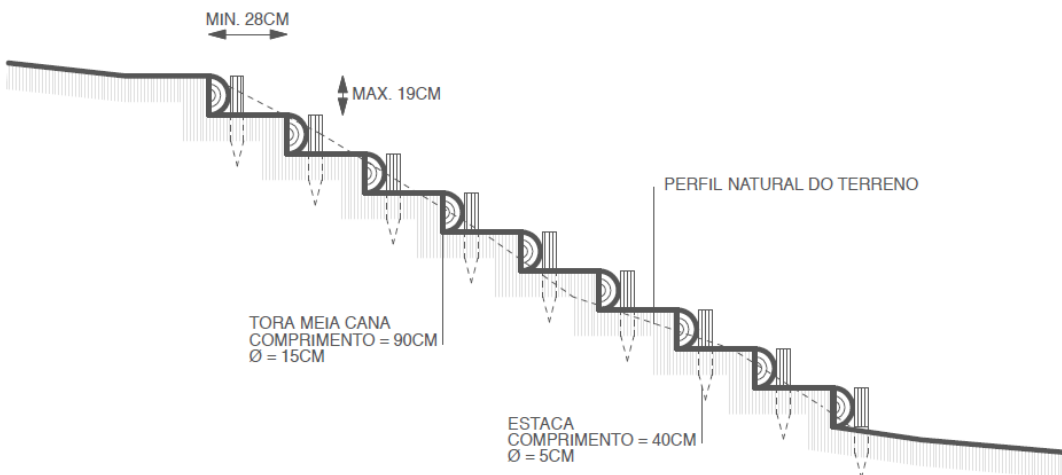 MIN. 28CM
MAX. 19CM
PERFIL NATURAL DO TERRENO
TORA MEIA CANA
COMPRIMENTO = 90CM
Ø = 15CM
ESTACA
COMPRIMENTO = 40CM
Ø = 5CM